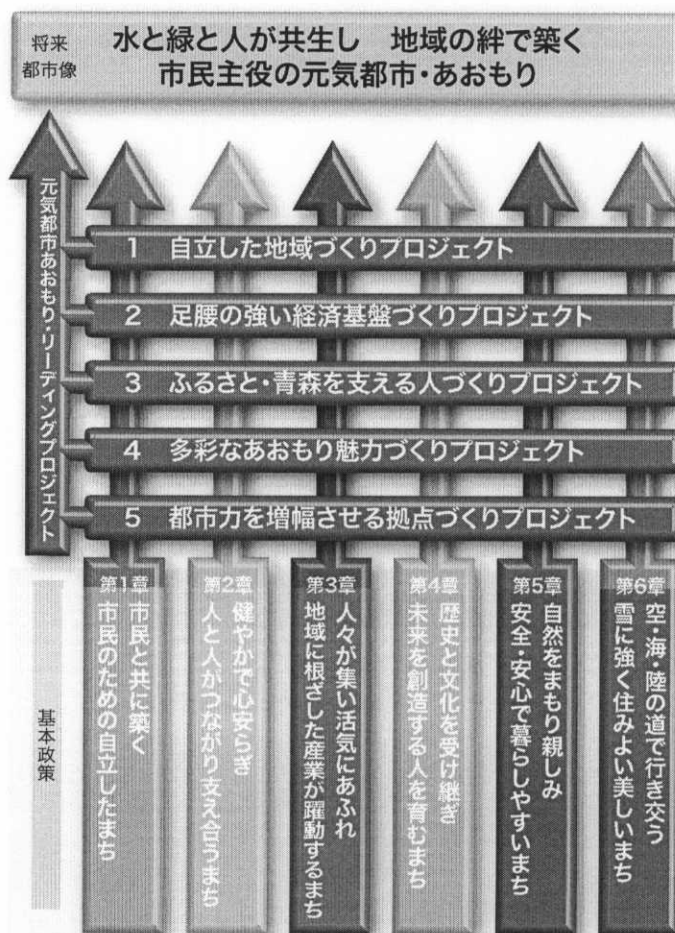 将来
都市像
水と緑と人が共生し　地域の絆で築く
市民主役の元気都市・あおもり
元気都市あおもり・リーディングプロジェクト
1　自立した地域づくりプロジェクト
2　足腰の強い経済基盤づくりプロジェクト
3　ふるさと・青森を支える人づくりプロジェクト
4　多彩なあおもり魅力づくりプロジェクト
5　都市力を増幅させる拠点づくりプロジェクト
基本政策
第1章
市民と共に築く
市民のための自立したまち
第2章
健やかで心安らぎ
人と人がつながり支え合うまち
第3章
人々が集い活気にあふれ
地域に根ざした産業が躍動するまち
第4章
歴史と文化を受け継ぎ
未来を創造する人を育むまち
第5章
自然をまもり親しみ
安全・安心で暮らしやすいまち
第6章
空・海・陸の道で行き交う
雪に強く住みよい美しいまち